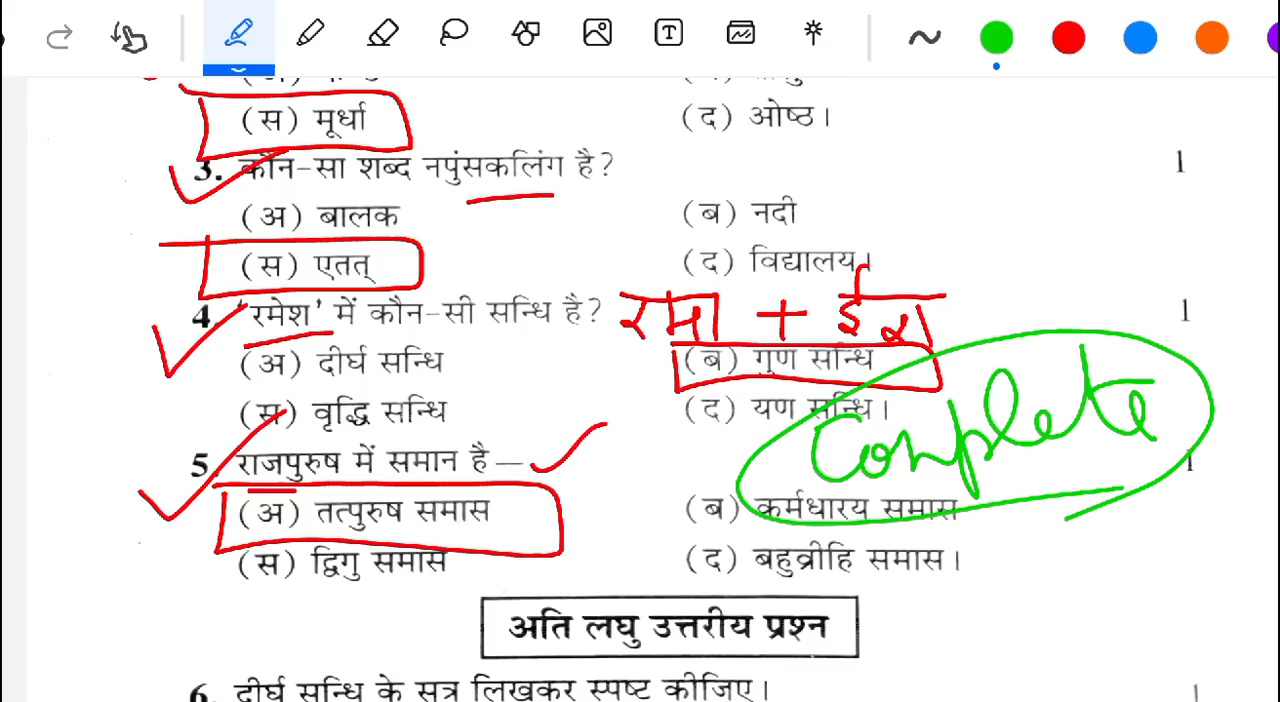 (स) मूर्धा (द) ओष्ठ।
3. कौन-सा शब्द नपुंसकलिंग है? 1
(अ) बालक (ब) नदी
(स) एतत् (द) विद्यालय।
4. 'रमेश' में कौन-सी सन्धि है? रमा + ईश 1
(अ) दीर्घ सन्धि (ब) गुण सन्धि
(स) वृद्धि सन्धि (द) यण सन्धि।
Complete
5. राजपुरुष में समान है— 1
(अ) तत्पुरुष समास (ब) कर्मधारय समास
(स) द्विगु समास (द) बहुव्रीहि समास।
अति लघु उत्तरीय प्रश्न
6. दीर्घ सन्धि के सूत्र लिखकर स्पष्ट कीजिए। 1